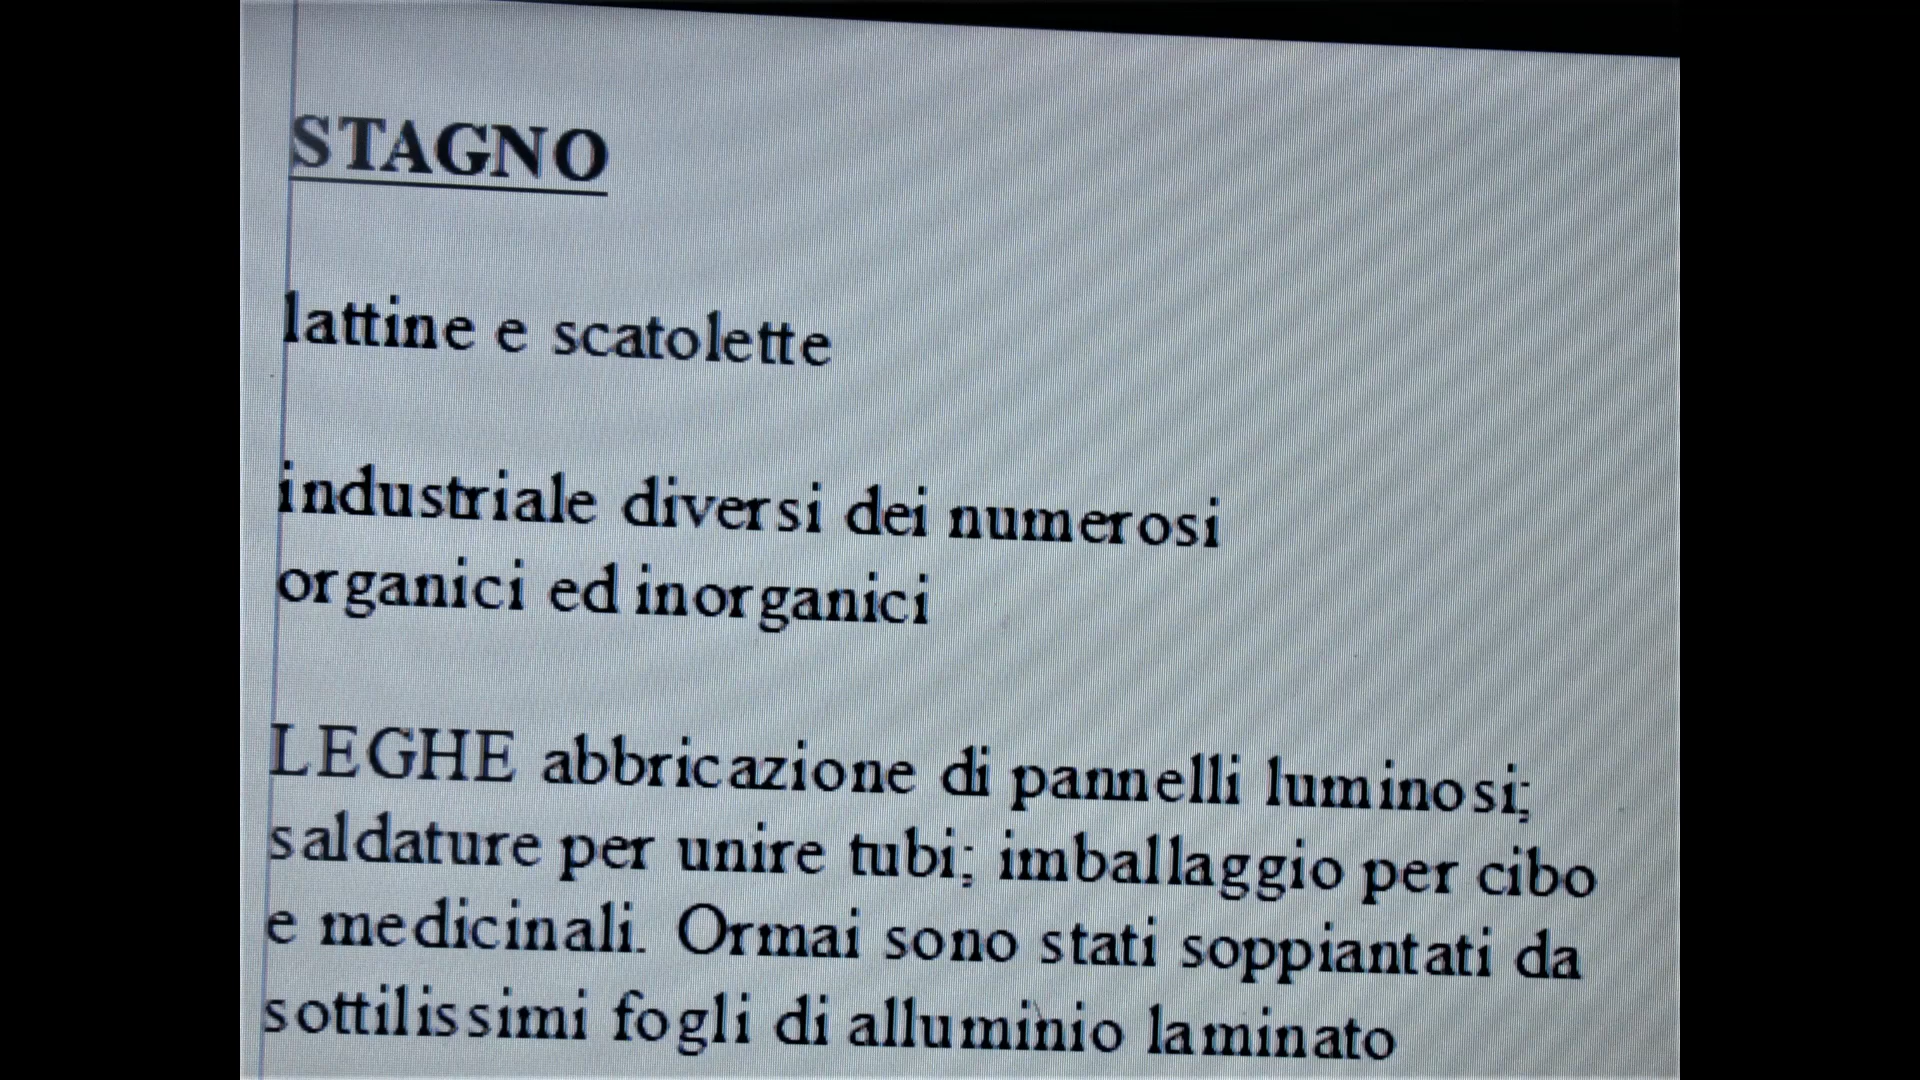 STAGNO
lattine e scatolette
industriale diversi dei numerosi
organici ed inorganici
LEGHE abbricazione di pannelli luminosi;
saldature per unire tubi; imballaggio per cibo
e medicinali. Ormai sono stati soppiantati da
sottilissimi fogli di alluminio laminato